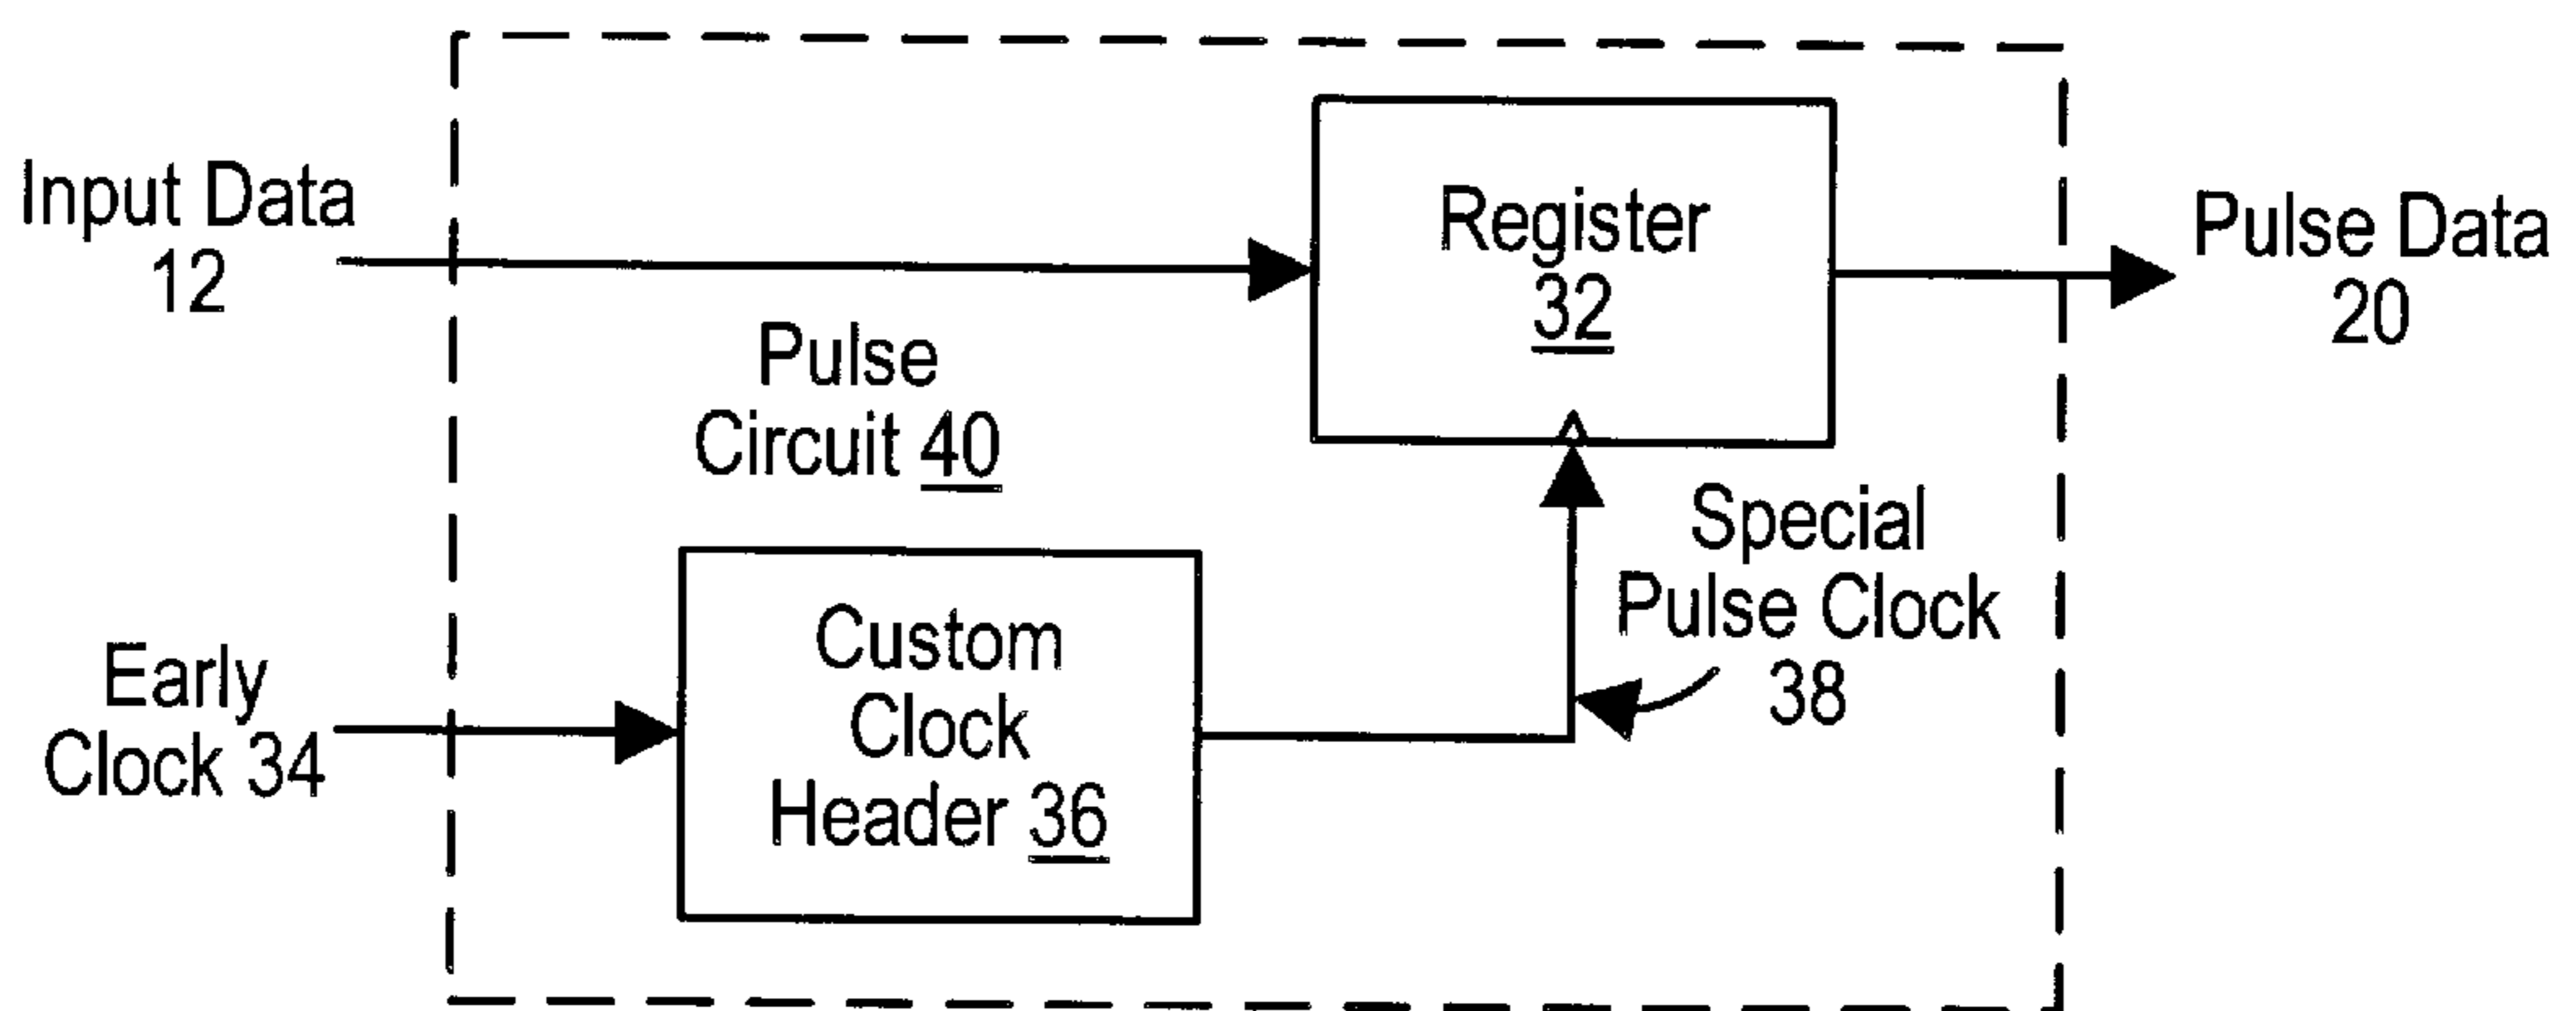 Input Data
12
Pulse
Circuit 40
Register
32
Pulse Data
20
Early
Clock 34
Custom
Clock
Header 36
Special
Pulse Clock
38